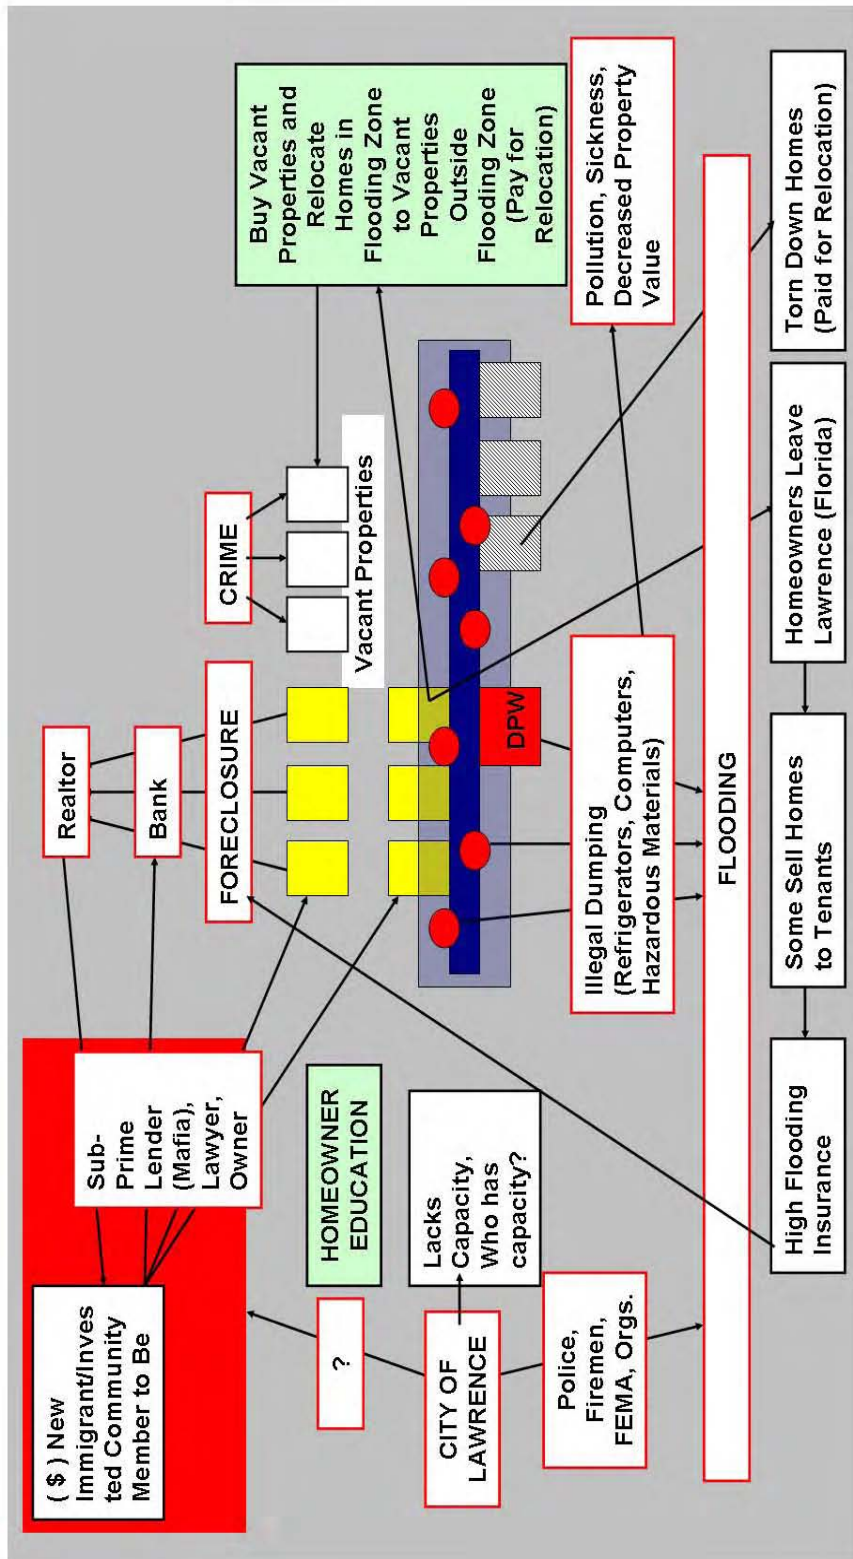 ( $ ) New
Immigrant/Inves
ted Community
Member to Be
Sub-
Prime
Lender
(Mafia),
Lawyer,
Owner
Realtor
Bank
FORECLOSURE
CRIME
Vacant Properties
Buy Vacant
Properties and
Relocate
Homes in
Flooding Zone
to Vacant
Properties
Outside
Flooding Zone
(Pay for
Relocation)
?
HOMEOWNER
EDUCATION
CITY OF
LAWRENCE
Lacks
Capacity,
Who has
capacity?
DPW
Police,
Firemen,
FEMA, Orgs.
Illegal Dumping
(Refrigerators, Computers,
Hazardous Materials)
Pollution, Sickness,
Decreased Property
Value
FLOODING
High Flooding
Insurance
Some Sell Homes
to Tenants
Homeowners Leave
Lawrence (Florida)
Torn Down Homes
(Paid for Relocation)